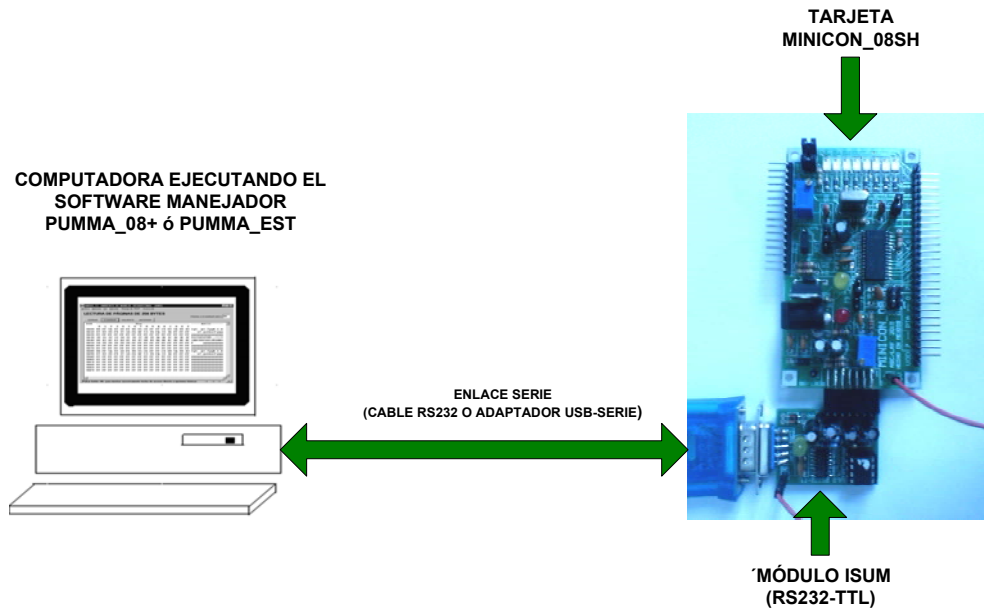 TARJETA
MINICON_08SH
COMPUTADORA EJECUTANDO EL
SOFTWARE MANEJADOR
PUMMA_08+ ó PUMMA_EST
ENLACE SERIE
(CABLE RS232 O ADAPTADOR USB-SERIE)
MINICON
´MÓDULO ISUM
(RS232-TTL)